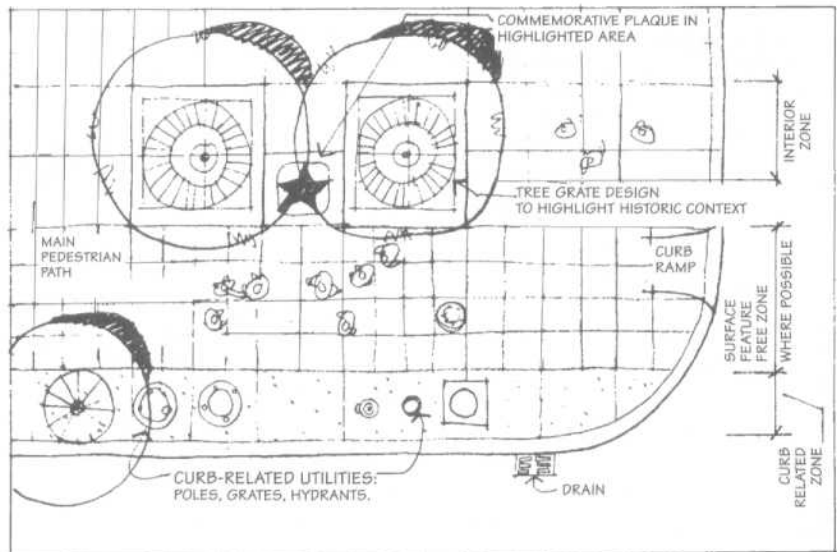 COMMEMORATIVE PLAQUE IN
HIGHLIGHTED AREA
INTERIOR
ZONE
TREE GRATE DESIGN
TO HIGHLIGHT HISTORIC CONTEXT
MAIN
PEDESTRIAN
PATH
CURB
RAMP
SURFACE
FEATURE
FREE ZONE
WHERE POSSIBLE
CURB
RELATED
ZONE
CURB-RELATED UTILITIES:
POLES, GRATES, HYDRANTS.
DRAIN